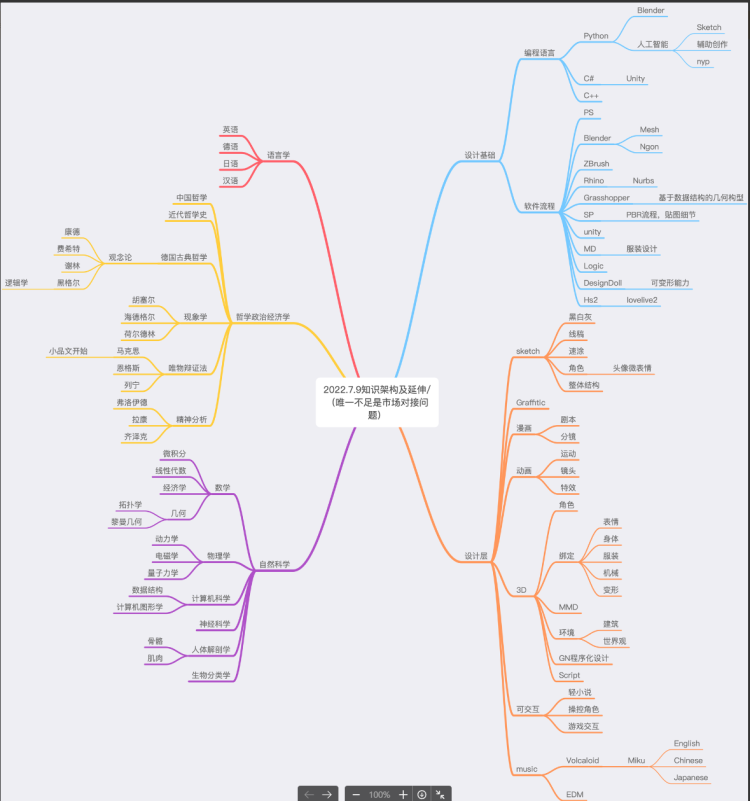 2022.7.9知识架构及延伸/
（唯一不足是市场对接问
题）
设计基础
编程语言
Python
Blender
人工智能
Sketch
辅助创作
nyp
C#
Unity
C++
软件流程
PS
Blender
Mesh
Ngon
ZBrush
Rhino
Nurbs
Grasshopper
基于数据结构的几何构型
SP
PBR流程，贴图细节
unity
MD
服装设计
Logic
DesignDoll
可变形能力
Hs2
lovelive2
设计层
sketch
黑白灰
线稿
速涂
角色
头像微表情
整体结构
Graffitic
漫画
剧本
分镜
动画
运动
镜头
特效
3D
角色
绑定
表情
身体
服装
机械
变形
MMD
环境
建筑
世界观
GN程序化设计
Script
可交互
轻小说
操控角色
游戏交互
music
Volcaloid
Miku
English
Chinese
Japanese
EDM
语言学
英语
德语
日语
汉语
哲学政治经济学
中国哲学
近代哲学史
德国古典哲学
观念论
康德
费希特
谢林
黑格尔
逻辑学
现象学
胡塞尔
海德格尔
荷尔德林
唯物辩证法
马克思
小品文开始
恩格斯
列宁
精神分析
弗洛伊德
拉康
齐泽克
自然科学
数学
微积分
线性代数
经济学
几何
拓扑学
黎曼几何
物理学
动力学
电磁学
量子力学
计算机科学
数据结构
计算机图形学
神经科学
人体解剖学
骨骼
肌肉
生物分类学
100%